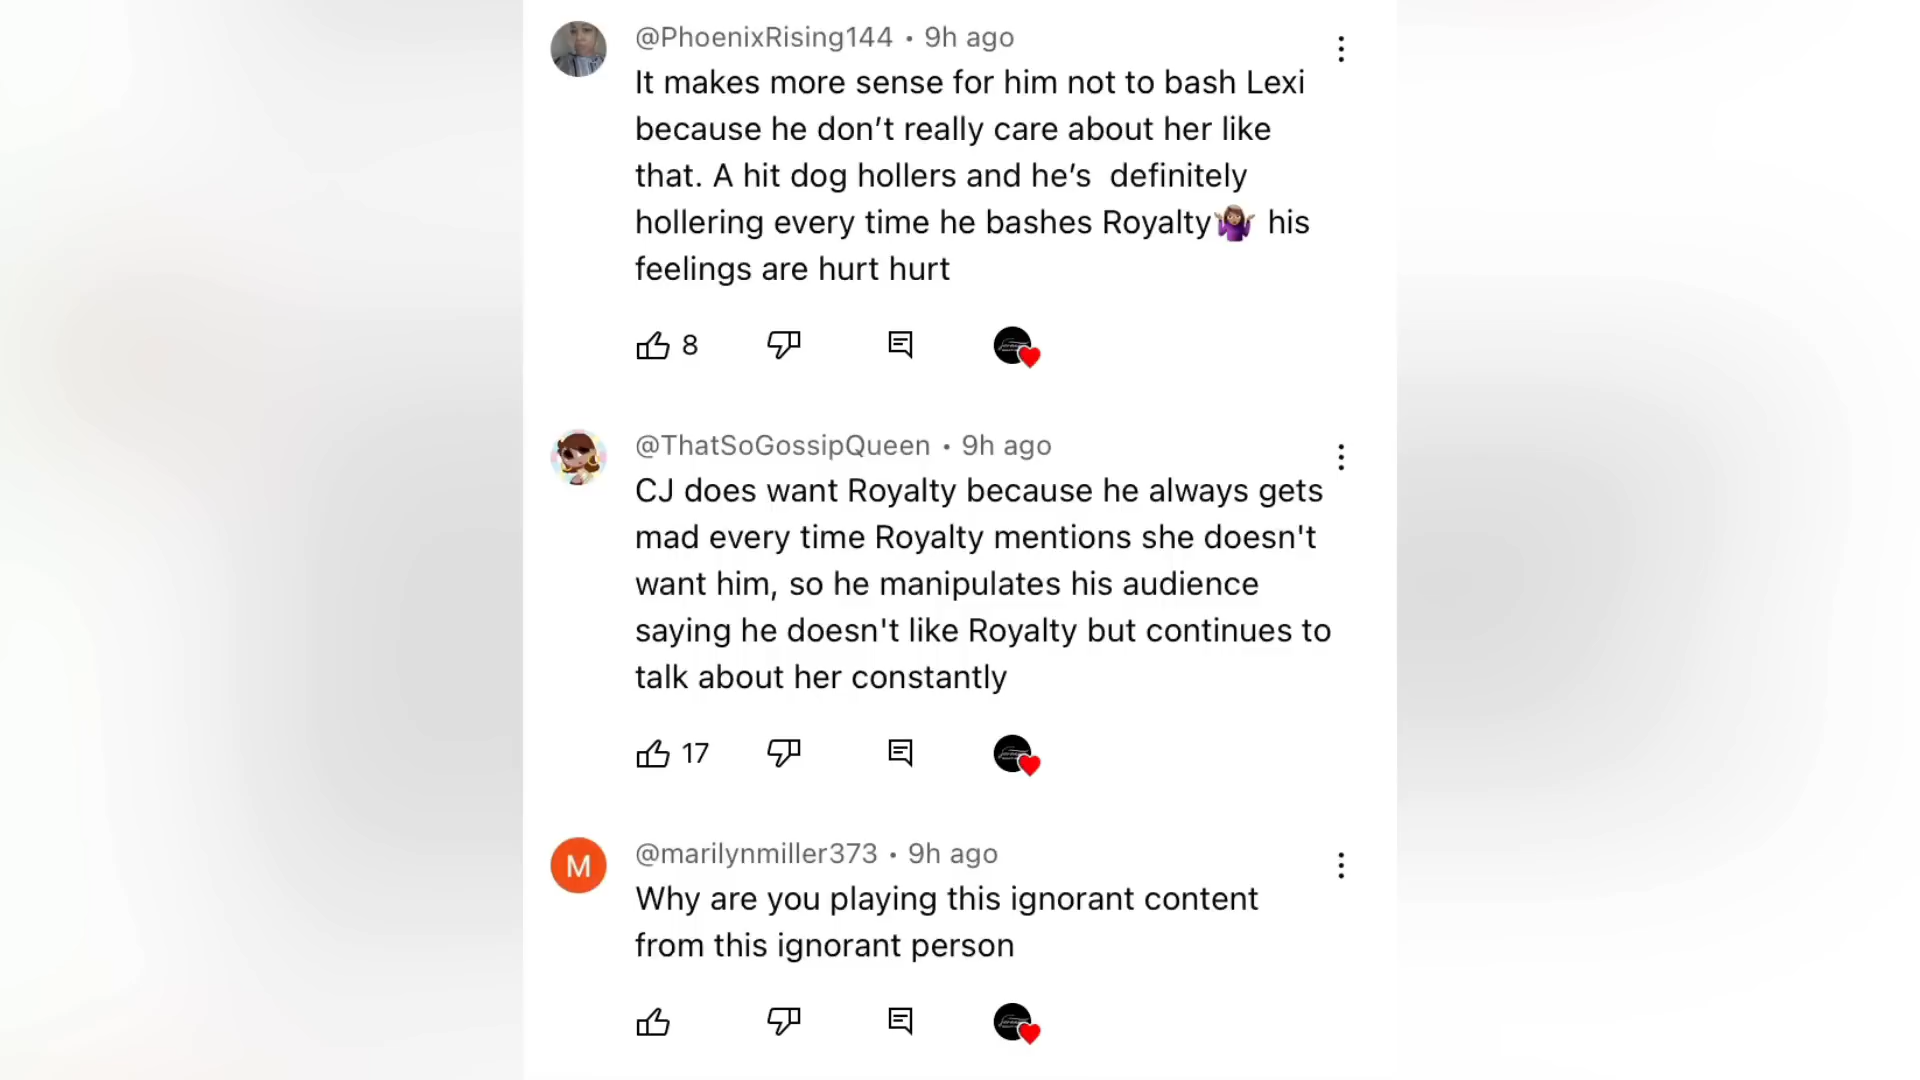 @PhoenixRising144 • 9h ago
It makes more sense for him not to bash Lexi
because he don’t really care about her like
that. A hit dog hollers and he’s  definitely
hollering every time he bashes Royalty🤷🏽‍♀️ his
feelings are hurt hurt
8
@ThatSoGossipQueen • 9h ago
CJ does want Royalty because he always gets
mad every time Royalty mentions she doesn't
want him, so he manipulates his audience
saying he doesn't like Royalty but continues to
talk about her constantly
17
M
@marilynmiller373 • 9h ago
Why are you playing this ignorant content
from this ignorant person